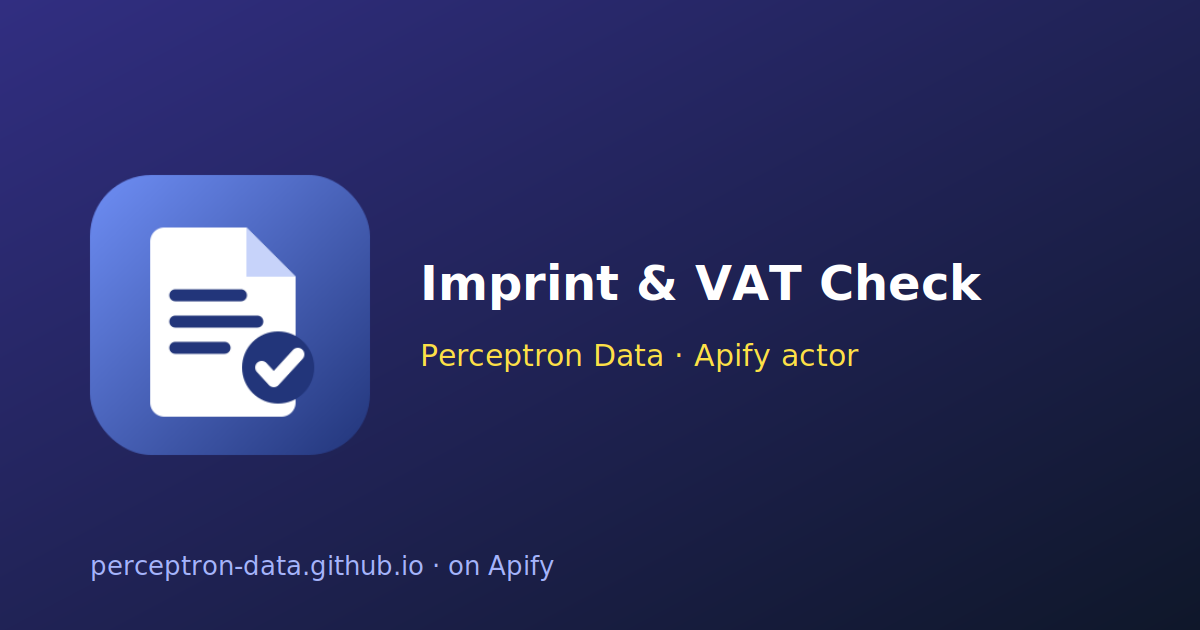 Imprint & VAT Check
Perceptron Data · Apify actor
perceptron-data.github.io · on Apify